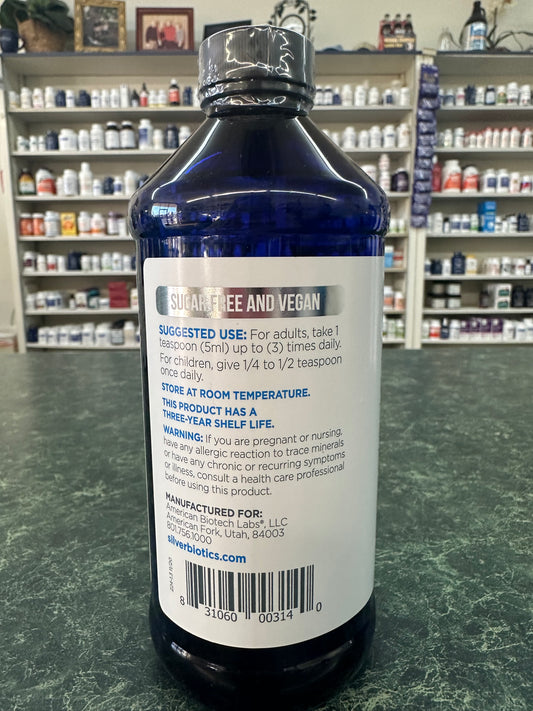 SUGAR FREE AND VEGAN
SUGGESTED USE: For adults, take 1
teaspoon (5ml) up to (3) times daily.
For children, give 1/4 to 1/2 teaspoon
once daily.
STORE AT ROOM TEMPERATURE.
THIS PRODUCT HAS A
THREE-YEAR SHELF LIFE.
WARNING: If you are pregnant or nursing,
have any allergic reaction to trace minerals
or have any chronic or recurring symptoms
or illness, consult a health care professional
before using this product.
MANUFACTURED FOR:
American Biotech Labs®, LLC
American Fork, Utah, 84003
801.756.1000
silverbiotics.com
8 31060 00314 0